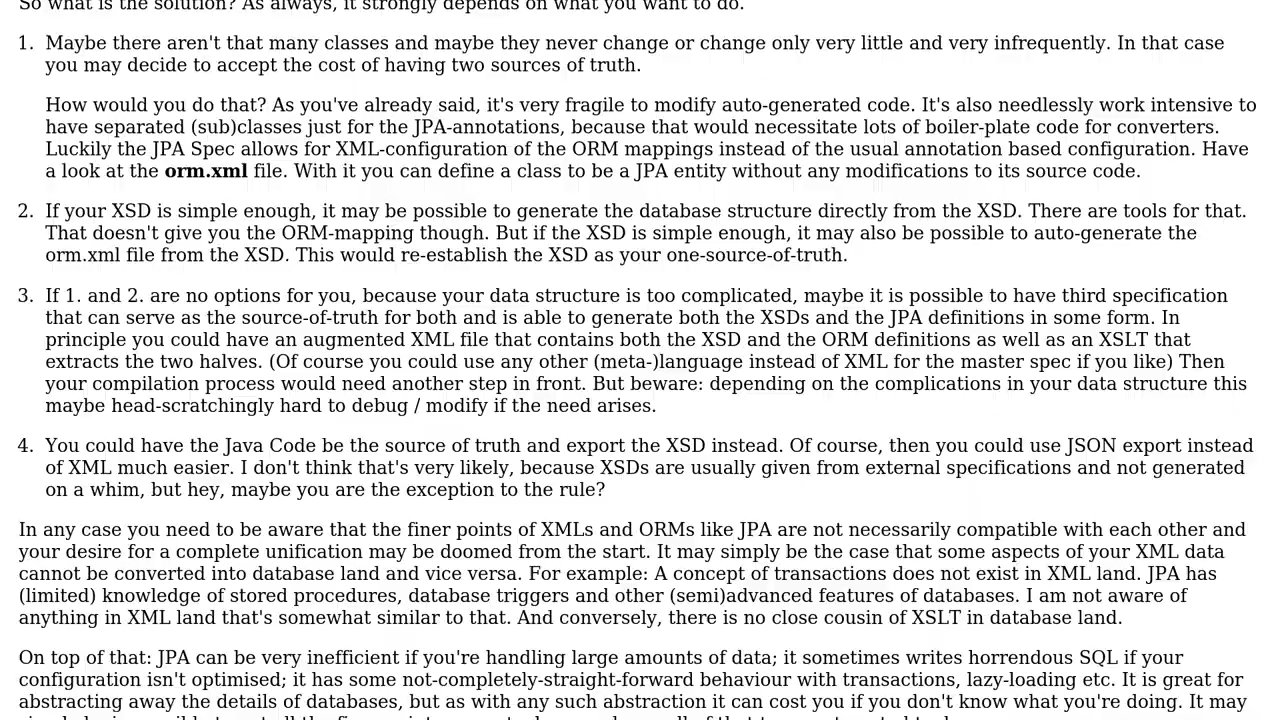 So what is the solution? As always, it strongly depends on what you want to do.
1. Maybe there aren't that many classes and maybe they never change or change only very little and very infrequently. In that case
you may decide to accept the cost of having two sources of truth.
How would you do that? As you've already said, it's very fragile to modify auto-generated code. It's also needlessly work intensive to
have separated (sub)classes just for the JPA-annotations, because that would necessitate lots of boiler-plate code for converters.
Luckily the JPA Spec allows for XML-configuration of the ORM mappings instead of the usual annotation based configuration. Have
a look at the orm.xml file. With it you can define a class to be a JPA entity without any modifications to its source code.
2. If your XSD is simple enough, it may be possible to generate the database structure directly from the XSD. There are tools for that.
That doesn't give you the ORM-mapping though. But if the XSD is simple enough, it may also be possible to auto-generate the
orm.xml file from the XSD. This would re-establish the XSD as your one-source-of-truth.
3. If 1. and 2. are no options for you, because your data structure is too complicated, maybe it is possible to have third specification
that can serve as the source-of-truth for both and is able to generate both the XSDs and the JPA definitions in some form. In
principle you could have an augmented XML file that contains both the XSD and the ORM definitions as well as an XSLT that
extracts the two halves. (Of course you could use any other (meta-)language instead of XML for the master spec if you like) Then
your compilation process would need another step in front. But beware: depending on the complications in your data structure this
maybe head-scratchingly hard to debug / modify if the need arises.
4. You could have the Java Code be the source of truth and export the XSD instead. Of course, then you could use JSON export instead
of XML much easier. I don't think that's very likely, because XSDs are usually given from external specifications and not generated
on a whim, but hey, maybe you are the exception to the rule?
In any case you need to be aware that the finer points of XMLs and ORMs like JPA are not necessarily compatible with each other and
your desire for a complete unification may be doomed from the start. It may simply be the case that some aspects of your XML data
cannot be converted into database land and vice versa. For example: A concept of transactions does not exist in XML land. JPA has
(limited) knowledge of stored procedures, database triggers and other (semi)advanced features of databases. I am not aware of
anything in XML land that's somewhat similar to that. And conversely, there is no close cousin of XSLT in database land.
On top of that: JPA can be very inefficient if you're handling large amounts of data; it sometimes writes horrendous SQL if your
configuration isn't optimised; it has some not-completely-straight-forward behaviour with transactions, lazy-loading etc. It is great for
abstracting away the details of databases, but as with any such abstraction it can cost you if you don't know what you're doing. It may